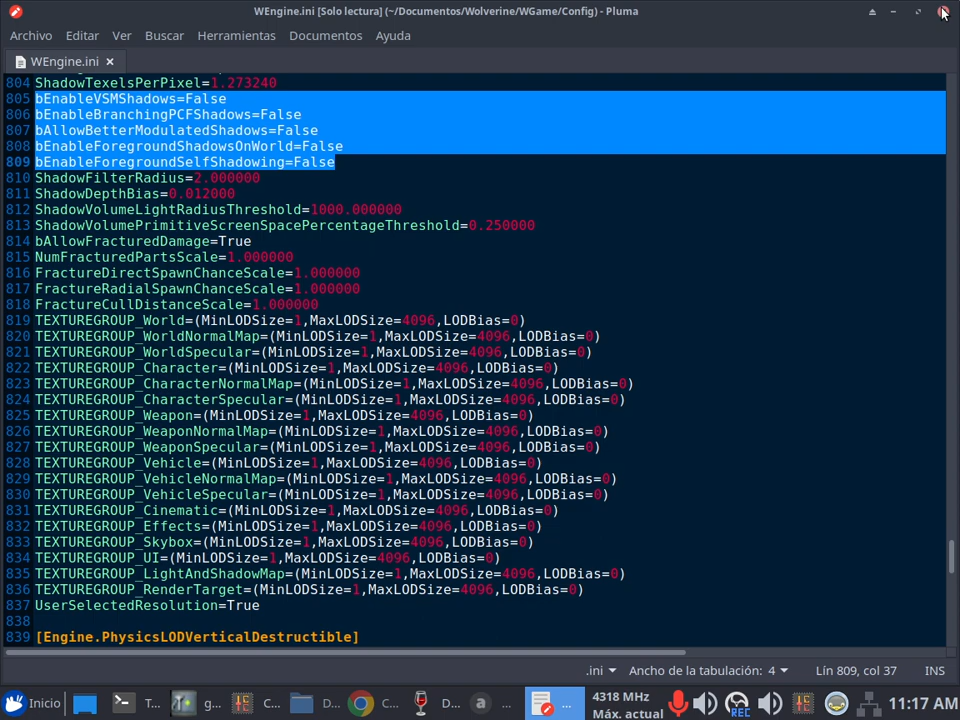 WEngine.ini [Solo lectura] (~/Documentos/Wolverine/WGame/Config) - Pluma
Archivo Editar Ver Buscar Herramientas Documentos Ayuda
WEngine.ini ×
804 ShadowTexelsPerPixel=1.273240
805 bEnableVSMShadows=False
806 bEnableBranchingPCFShadows=False
807 bAllowBetterModulatedShadows=False
808 bEnableForegroundShadowsOnWorld=False
809 bEnableForegroundSelfShadowing=False
810 ShadowFilterRadius=2.000000
811 ShadowDepthBias=0.012000
812 ShadowVolumeLightRadiusThreshold=1000.000000
813 ShadowVolumePrimitiveScreenSpacePercentageThreshold=0.250000
814 bAllowFracturedDamage=True
815 NumFracturedPartsScale=1.000000
816 FractureDirectSpawnChanceScale=1.000000
817 FractureRadialSpawnChanceScale=1.000000
818 FractureCullDistanceScale=1.000000
819 TEXTUREGROUP_World=(MinLODSize=1,MaxLODSize=4096,LODBias=0)
820 TEXTUREGROUP_WorldNormalMap=(MinLODSize=1,MaxLODSize=4096,LODBias=0)
821 TEXTUREGROUP_WorldSpecular=(MinLODSize=1,MaxLODSize=4096,LODBias=0)
822 TEXTUREGROUP_Character=(MinLODSize=1,MaxLODSize=4096,LODBias=0)
823 TEXTUREGROUP_CharacterNormalMap=(MinLODSize=1,MaxLODSize=4096,LODBias=0)
824 TEXTUREGROUP_CharacterSpecular=(MinLODSize=1,MaxLODSize=4096,LODBias=0)
825 TEXTUREGROUP_Weapon=(MinLODSize=1,MaxLODSize=4096,LODBias=0)
826 TEXTUREGROUP_WeaponNormalMap=(MinLODSize=1,MaxLODSize=4096,LODBias=0)
827 TEXTUREGROUP_WeaponSpecular=(MinLODSize=1,MaxLODSize=4096,LODBias=0)
828 TEXTUREGROUP_Vehicle=(MinLODSize=1,MaxLODSize=4096,LODBias=0)
829 TEXTUREGROUP_VehicleNormalMap=(MinLODSize=1,MaxLODSize=4096,LODBias=0)
830 TEXTUREGROUP_VehicleSpecular=(MinLODSize=1,MaxLODSize=4096,LODBias=0)
831 TEXTUREGROUP_Cinematic=(MinLODSize=1,MaxLODSize=4096,LODBias=0)
832 TEXTUREGROUP_Effects=(MinLODSize=1,MaxLODSize=4096,LODBias=0)
833 TEXTUREGROUP_Skybox=(MinLODSize=1,MaxLODSize=4096,LODBias=0)
834 TEXTUREGROUP_UI=(MinLODSize=1,MaxLODSize=4096,LODBias=0)
835 TEXTUREGROUP_LightAndShadowMap=(MinLODSize=1,MaxLODSize=4096,LODBias=0)
836 TEXTUREGROUP_RenderTarget=(MinLODSize=1,MaxLODSize=4096,LODBias=0)
837 UserSelectedResolution=True
838
839 [Engine.PhysicsLODVerticalDestructible]
.ini Ancho de la tabulación: 4 Lín 809, col 37 INS
Inicio T... g... C... D... C... D... a ... ... 4318 MHz REC 11:17 AM
Máx. actual